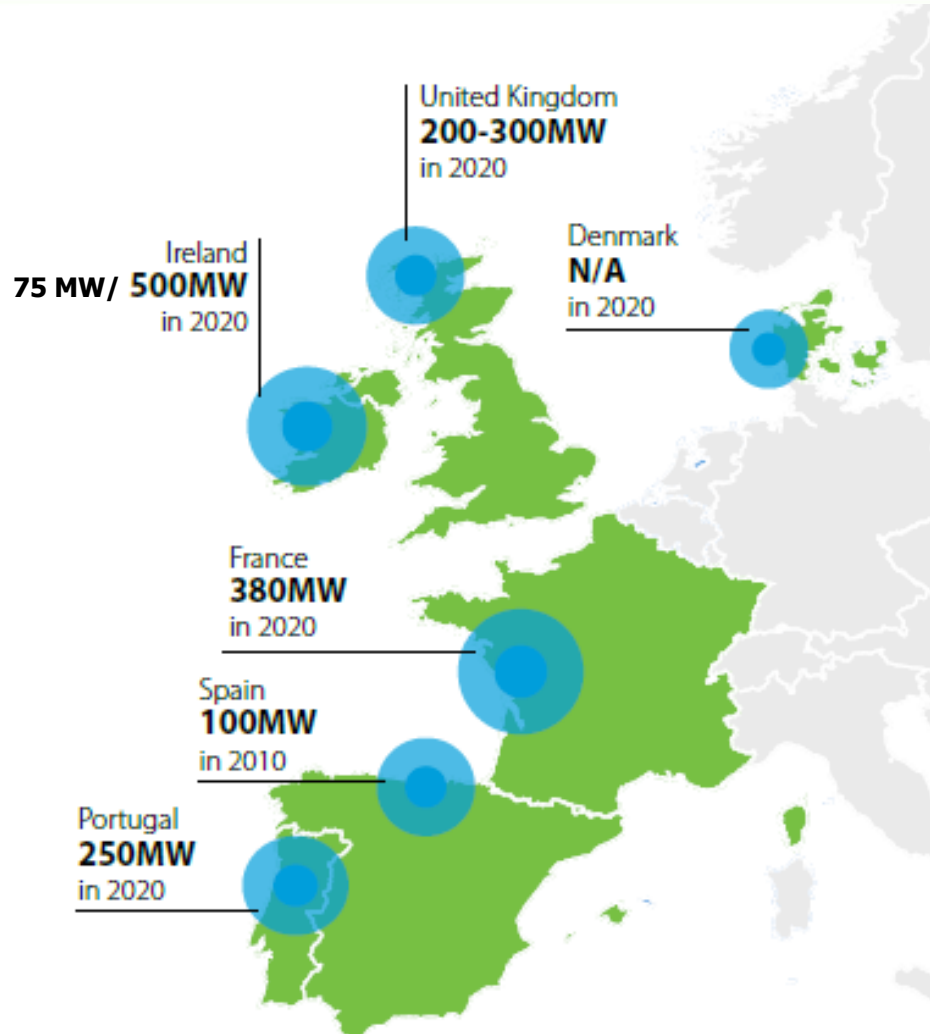 United Kingdom
200-300MW
in 2020
Ireland
75 MW/ 500MW
in 2020
Denmark
N/A
in 2020
France
380MW
in 2020
Spain
100MW
in 2010
Portugal
250MW
in 2020